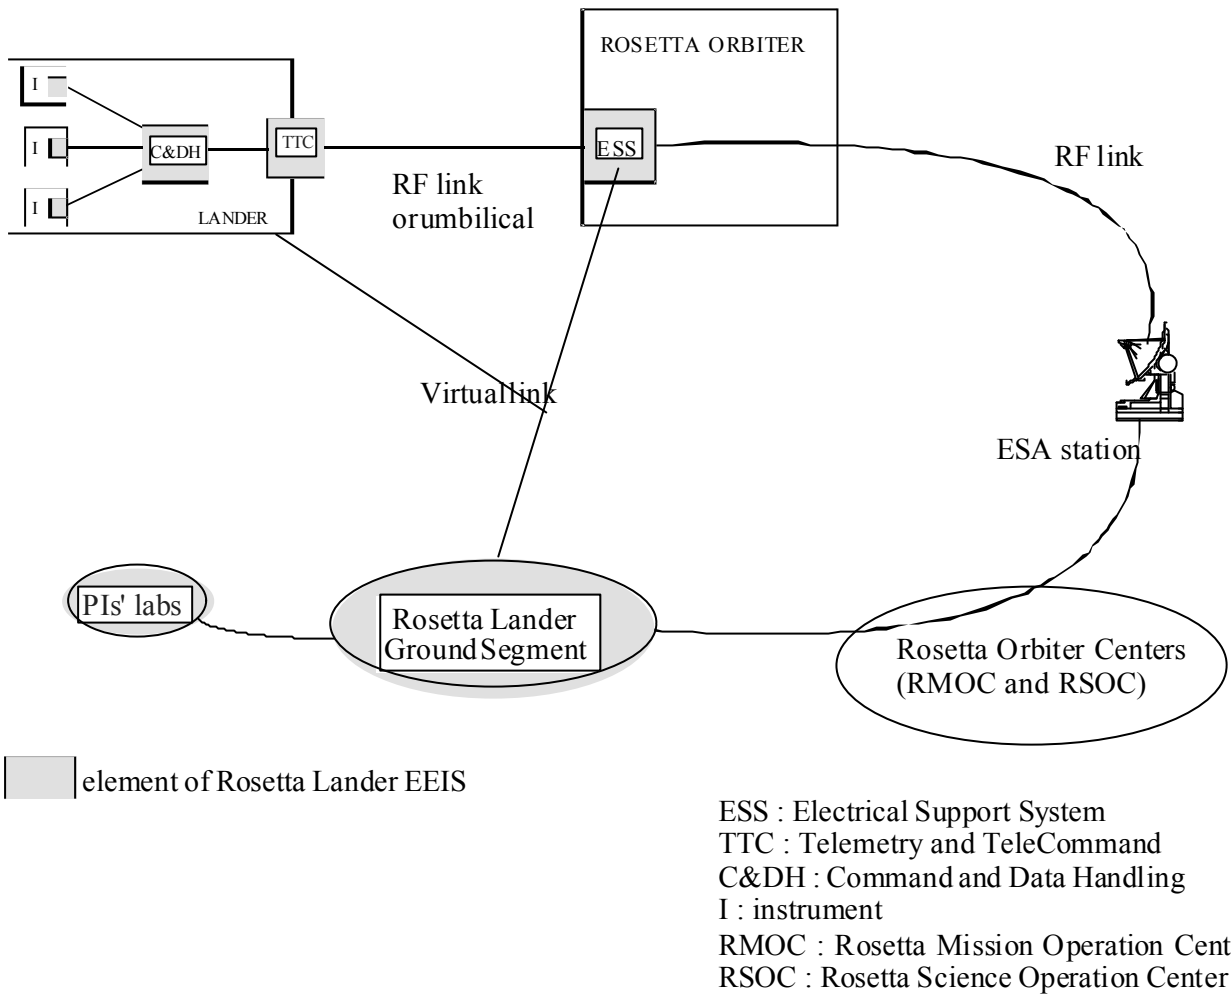 ROSETTA ORBITER
I
I
I
C&DH
TTC
LANDER
ESS
RF link
orumbilical
RF link
Virtuallink
ESA station
PIs' labs
Rosetta Lander
Ground Segment
Rosetta Orbiter Centers
(RMOC and RSOC)
element of Rosetta Lander EEIS
ESS : Electrical Support System
TTC : Telemetry and TeleCommand
C&DH : Command and Data Handling
I : instrument
RMOC : Rosetta Mission Operation Cent
RSOC : Rosetta Science Operation Center